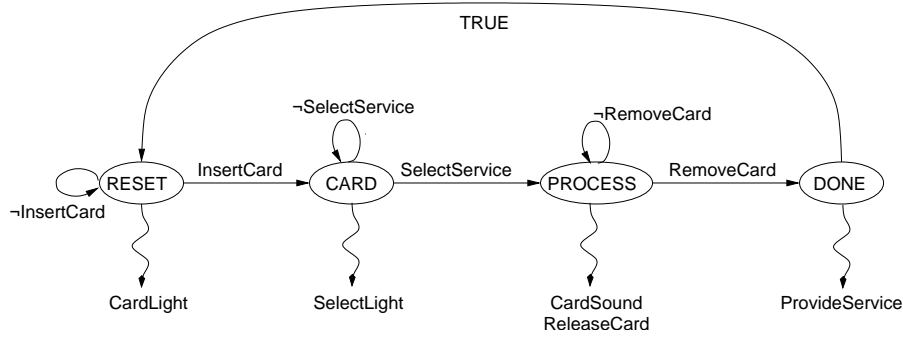 TRUE
¬SelectService
¬RemoveCard
RESET
InsertCard
CARD
SelectService
PROCESS
RemoveCard
DONE
¬InsertCard
CardLight
SelectLight
CardSound
ReleaseCard
ProvideService